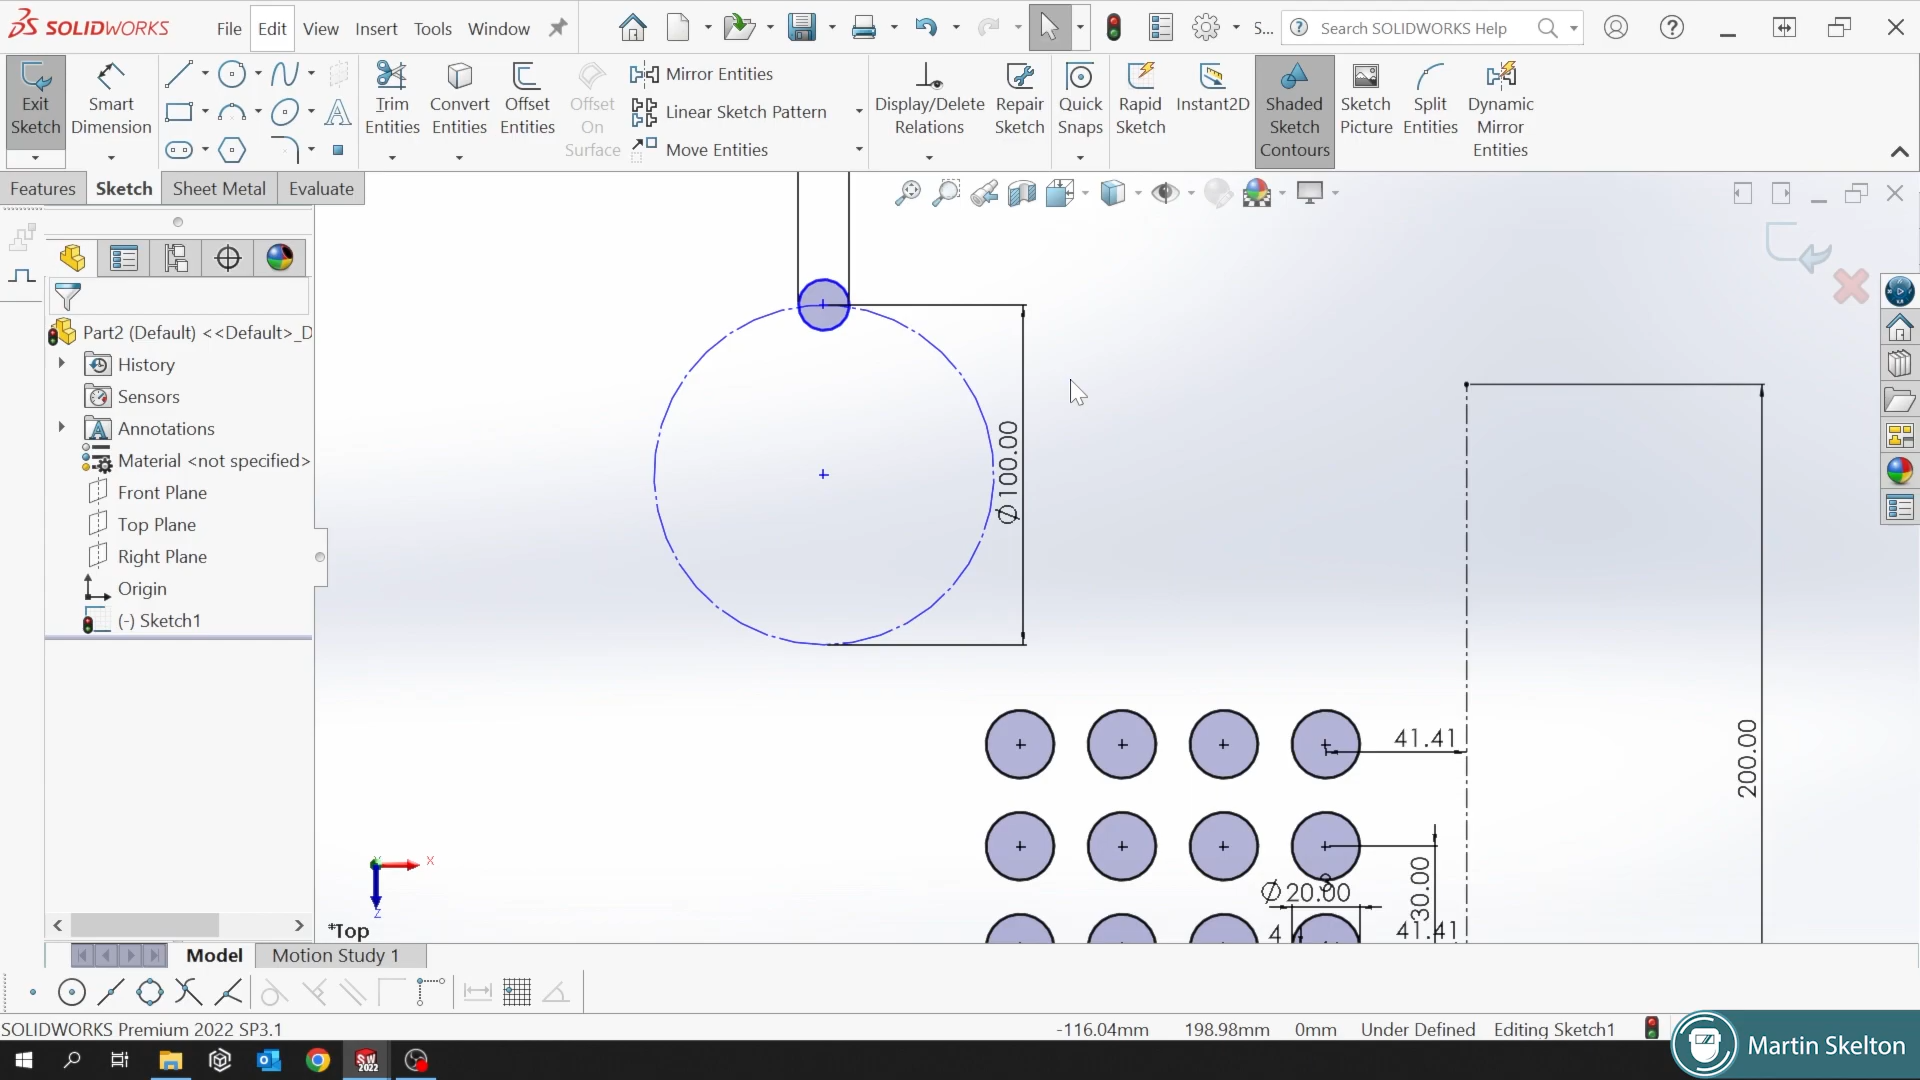 SOLIDWORKS
File Edit View Insert Tools Window
S...
Search SOLIDWORKS Help
Exit Sketch
Smart Dimension
Trim Entities
Convert Entities
Offset Entities
Offset On Surface
Mirror Entities
Linear Sketch Pattern
Move Entities
Display/Delete Relations
Repair Sketch
Quick Snaps
Rapid Sketch
Instant2D
Shaded Sketch Contours
Sketch Picture
Split Entities
Dynamic Mirror Entities
Features Sketch Sheet Metal Evaluate
Part2 (Default) <<Default>_D
History
Sensors
Annotations
Material <not specified>
Front Plane
Top Plane
Right Plane
Origin
(-) Sketch1
Ø100.00
41.41
200.00
Ø20.00
30.00
4
41.41
X
Z
*Top
Model Motion Study 1
SOLIDWORKS Premium 2022 SP3.1
-116.04mm 198.98mm 0mm Under Defined Editing Sketch1
SW 2022
Martin Skelton